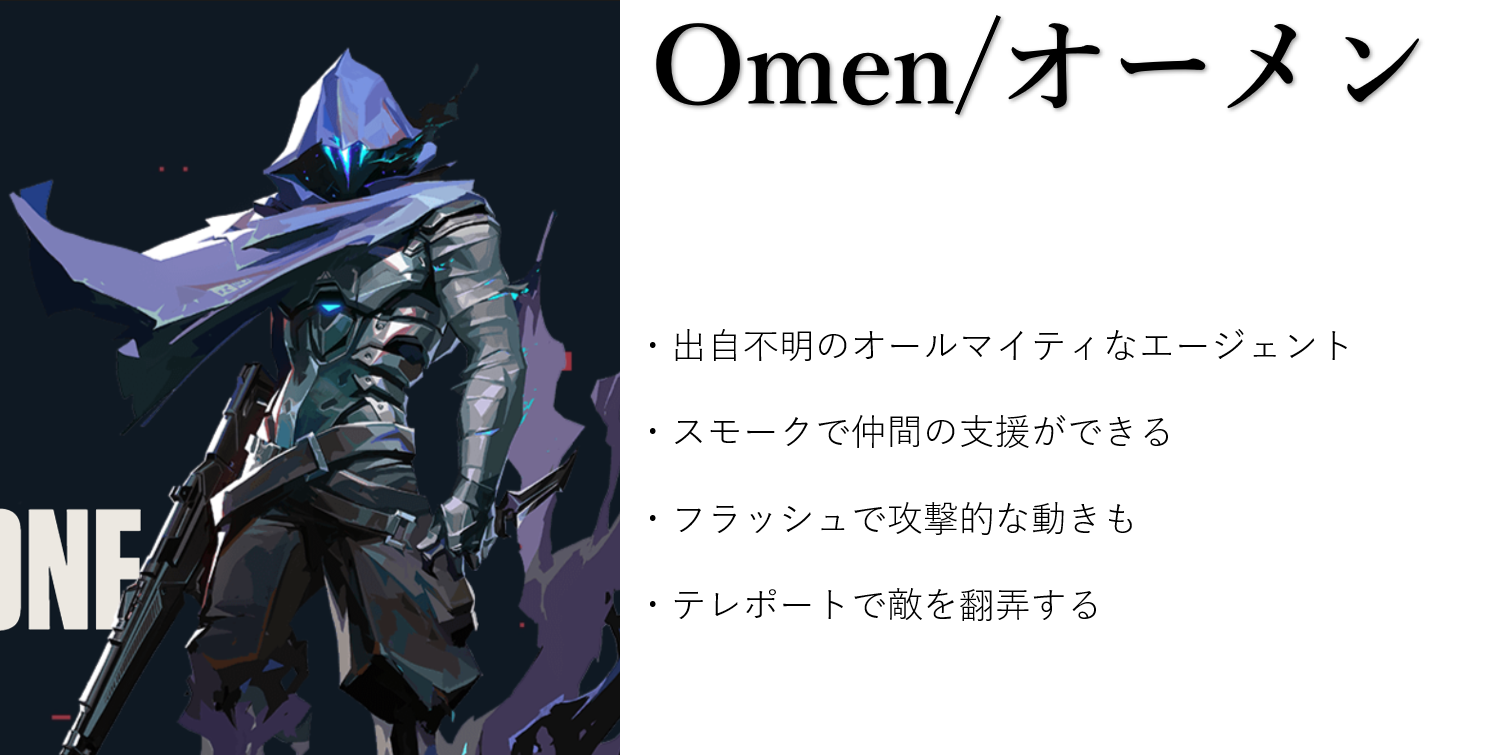 Omen/オーメン
・出自不明のオールマイティなエージェント
・スモークで仲間の支援ができる
・フラッシュで攻撃的な動きも
・テレポートで敵を翻弄する
ONE